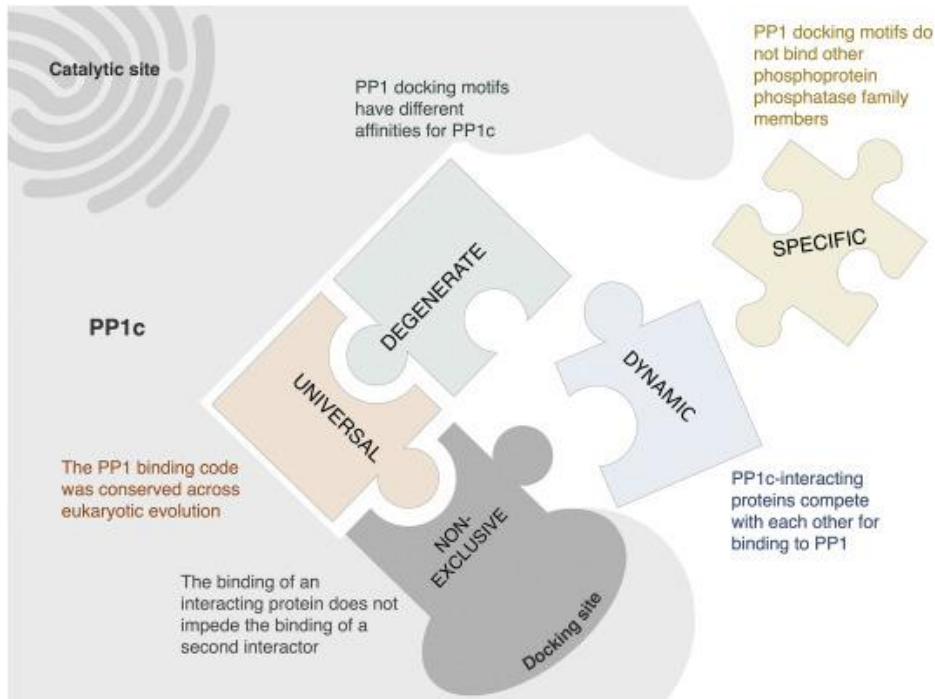 Catalytic site
PP1 docking motifs
have different
affinities for PP1c
PP1 docking motifs do
not bind other
phosphoprotein
phosphatase family
members
SPECIFIC
DEGENERATE
PP1c
UNIVERSAL
DYNAMIC
The PP1 binding code
was conserved across
eukaryotic evolution
NON-
EXCLUSIVE
PP1c-interacting
proteins compete
with each other for
binding to PP1
The binding of an
interacting protein does not
impede the binding of a
second interactor
Docking site